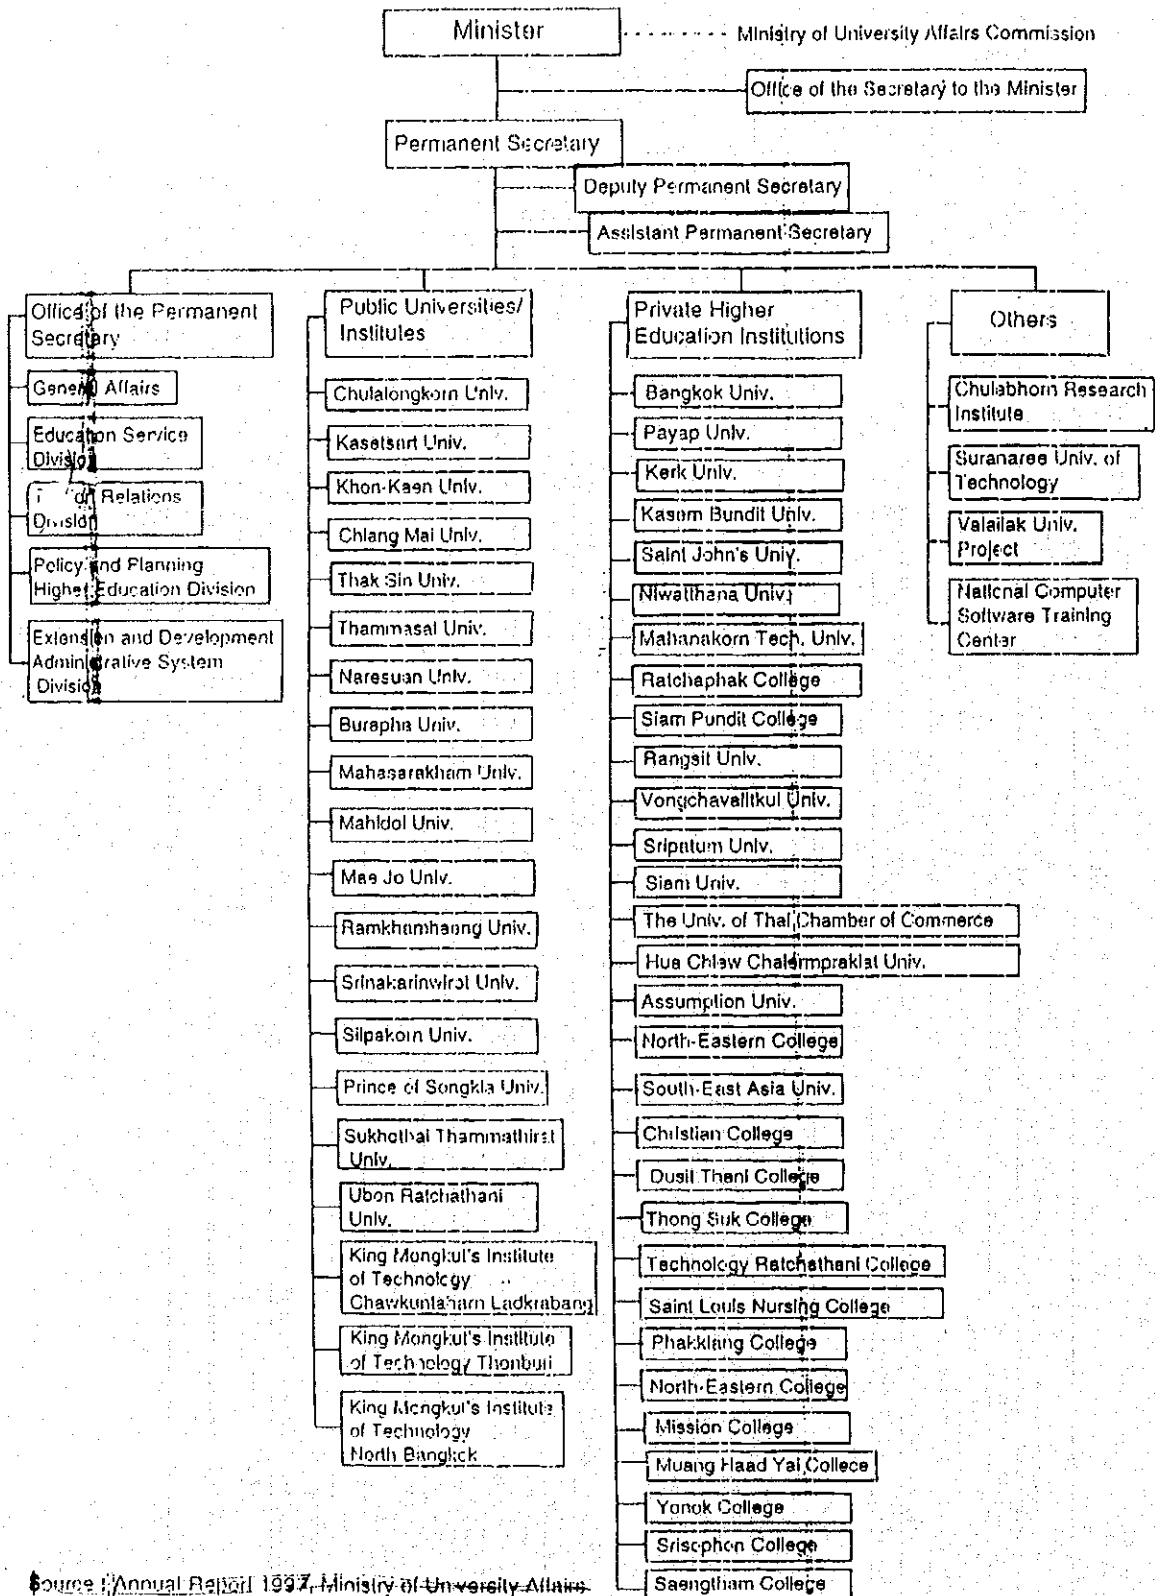 Minister
Ministry of University Affairs Commission
Office of the Secretary to the Minister
Permanent Secretary
Deputy Permanent Secretary
Assistant Permanent Secretary
Office of the Permanent
Secretary
General Affairs
Education Service
Division
Relations
Division
Policy and Planning
Higher Education Division
Extension and Development
Administrative System
Division
Public Universities/
Institutes
Chulalongkorn Univ.
Kasetsart Univ.
Khon-Kaen Univ.
Chiang Mai Univ.
Thak Sin Univ.
Thammasat Univ.
Naresuan Univ.
Burapha Univ.
Mahasarakham Univ.
Mahidol Univ.
Mae Jo Univ.
Ramkhamhaeng Univ.
Srinakarinwirot Univ.
Silpakorn Univ.
Prince of Songkla Univ.
Sukhothai Thammathirat
Univ.
Ubon Ratchathani
Univ.
King Mongkut's Institute
of Technology
Chawkuntaharn Ladkrabang
King Mongkut's Institute
of Technology Thonburi
King Mongkut's Institute
of Technology
North Bangkok
Private Higher
Education Institutions
Bangkok Univ.
Payap Univ.
Kerk Univ.
Kasem Bundit Univ.
Saint John's Univ.
Niwatthana Univ.
Mahanakorn Tech. Univ.
Ratchaphak College
Siam Pundit College
Rangsit Univ.
Vongchavalitkul Univ.
Sripatum Univ.
Siam Univ.
The Univ. of Thai Chamber of Commerce
Hua Chiaw Chalermpraklat Univ.
Assumption Univ.
North-Eastern College
South-East Asia Univ.
Christian College
Dusit Thani College
Thong Suk College
Technology Ratchathani College
Saint Louis Nursing College
Phakklang College
North-Eastern College
Mission College
Muang Haad Yai College
Yonok College
Srisophon College
Saengtham College
Others
Chulabhorn Research
Institute
Suranaree Univ. of
Technology
Valailak Univ.
Project
National Computer
Software Training
Center
Source : Annual Report 1997, Ministry of University Affairs